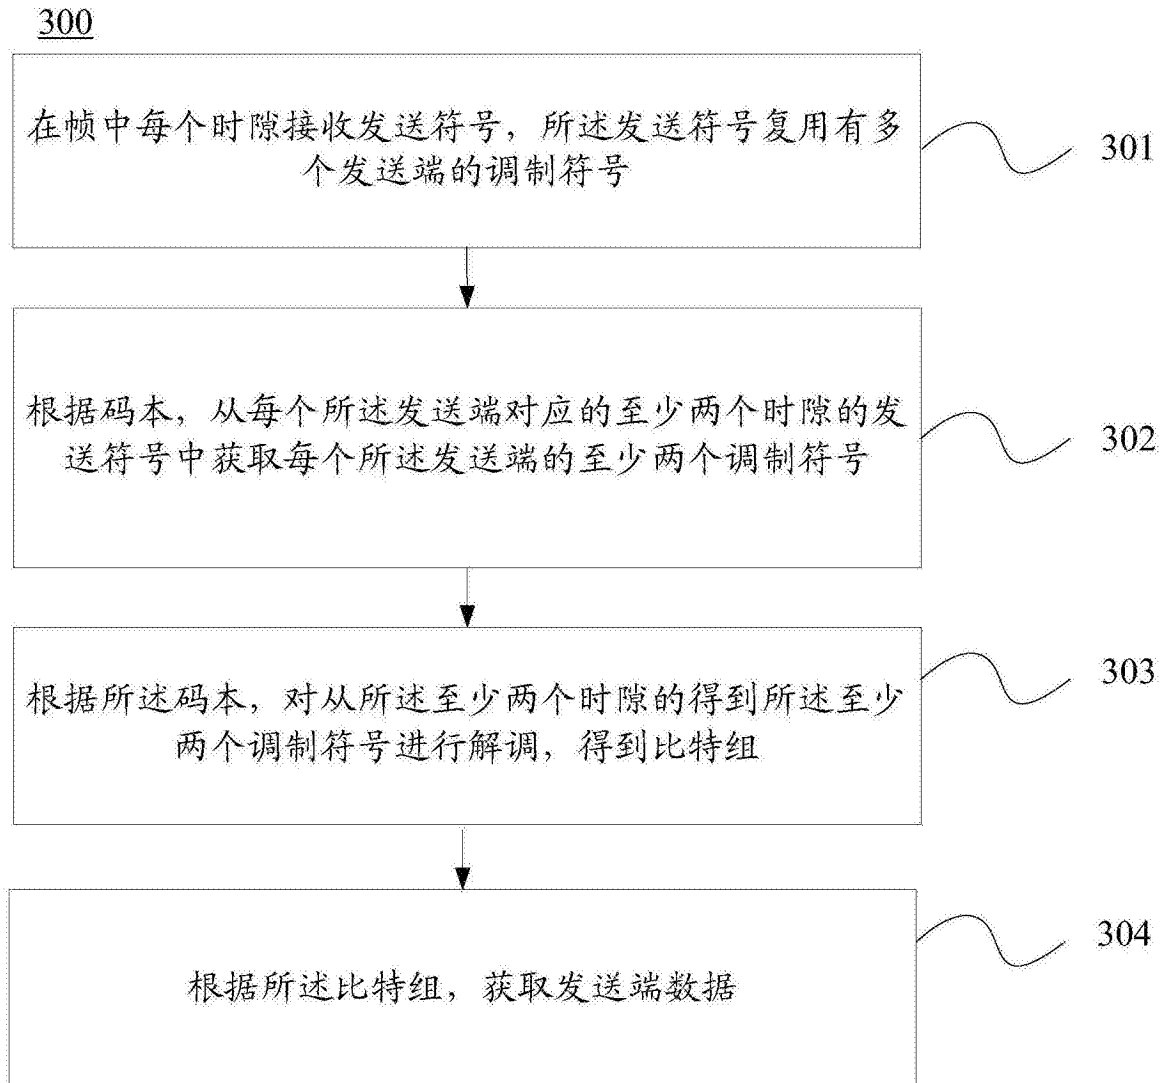 300
在帧中每个时隙接收发送符号，所述发送符号复用有多
个发送端的调制符号
301
根据码本，从每个所述发送端对应的至少两个时隙的发
送符号中获取每个所述发送端的至少两个调制符号
302
根据所述码本，对从所述至少两个时隙的得到所述至少
两个调制符号进行解调，得到比特组
303
根据所述比特组，获取发送端数据
304